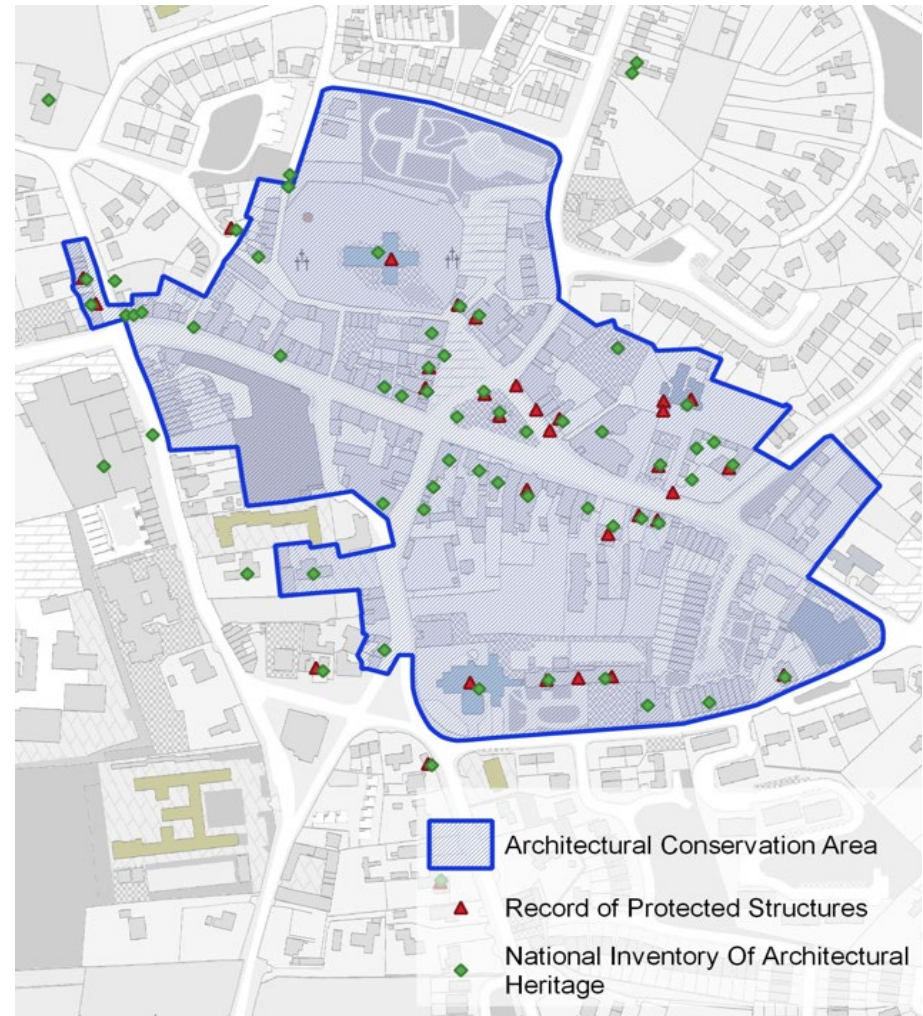 Architectural Conservation Area
Record of Protected Structures
National Inventory Of Architectural
Heritage